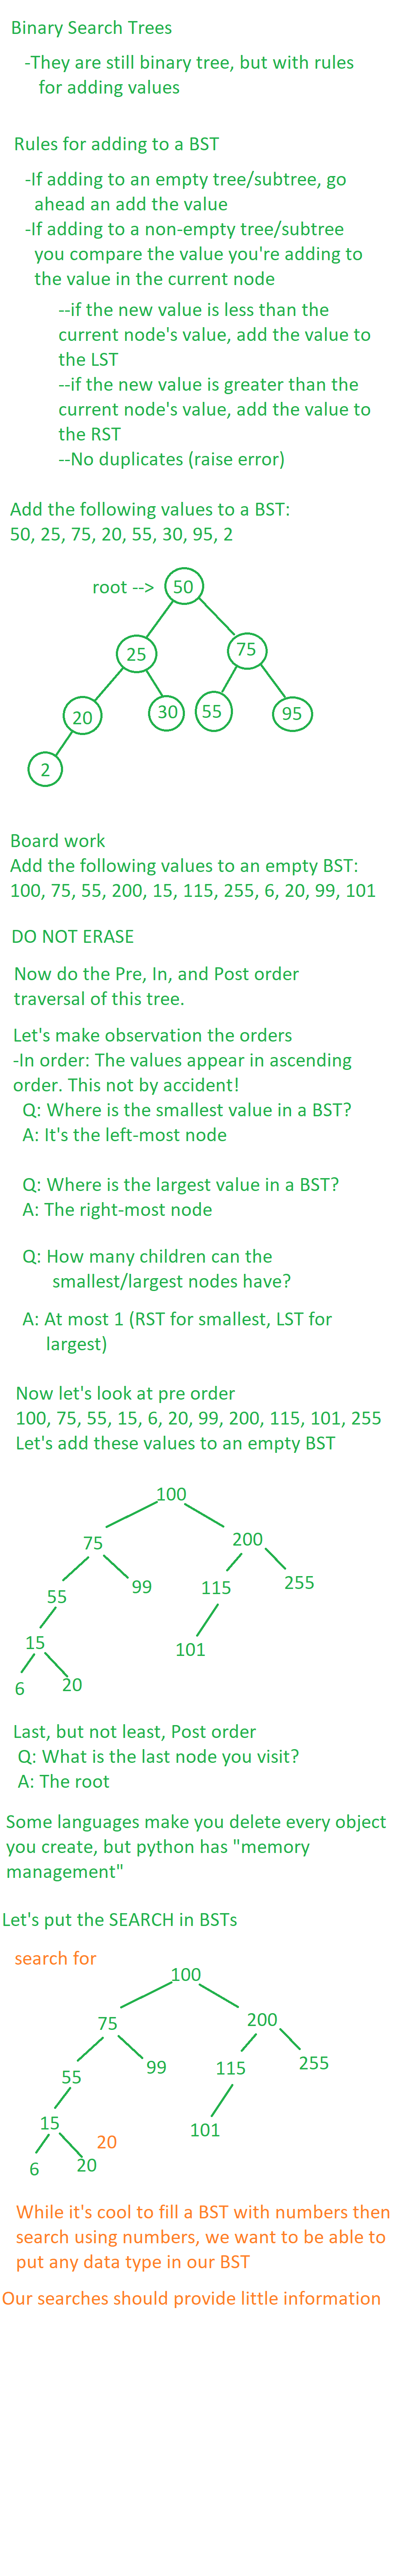 Binary Search Trees
-They are still binary tree, but with rules
for adding values
Rules for adding to a BST
-If adding to an empty tree/subtree, go
ahead an add the value
-If adding to a non-empty tree/subtree
you compare the value you're adding to
the value in the current node
--if the new value is less than the
current node's value, add the value to
the LST
--if the new value is greater than the
current node's value, add the value to
the RST
--No duplicates (raise error)
Add the following values to a BST:
50, 25, 75, 20, 55, 30, 95, 2
root --> 50
25 75
20 30 55 95
2
Board work
Add the following values to an empty BST:
100, 75, 55, 200, 15, 115, 255, 6, 20, 99, 101
DO NOT ERASE
Now do the Pre, In, and Post order
traversal of this tree.
Let's make observation the orders
-In order: The values appear in ascending
order. This not by accident!
Q: Where is the smallest value in a BST?
A: It's the left-most node
Q: Where is the largest value in a BST?
A: The right-most node
Q: How many children can the
smallest/largest nodes have?
A: At most 1 (RST for smallest, LST for
largest)
Now let's look at pre order
100, 75, 55, 15, 6, 20, 99, 200, 115, 101, 255
Let's add these values to an empty BST
100
75 200
55 99 115 255
15 101
6 20
Last, but not least, Post order
Q: What is the last node you visit?
A: The root
Some languages make you delete every object
you create, but python has "memory
management"
Let's put the SEARCH in BSTs
search for
100
75 200
55 99 115 255
15 101
20
6 20
While it's cool to fill a BST with numbers then
search using numbers, we want to be able to
put any data type in our BST
Our searches should provide little information